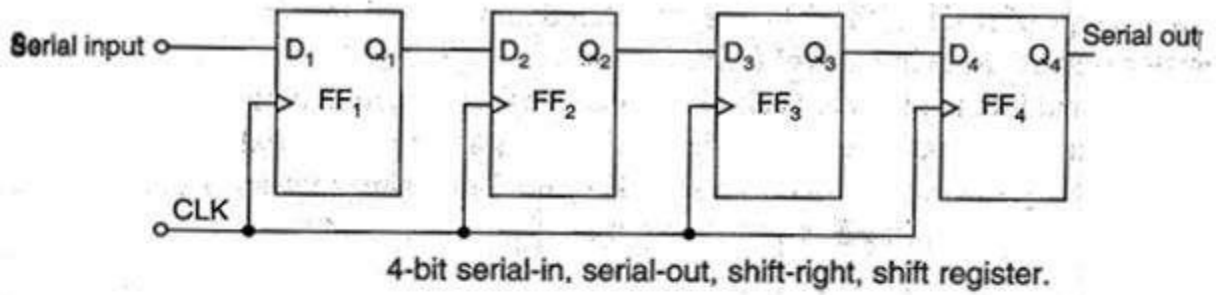 Serial input
D₁ Q₁ D₂ Q₂ D₃ Q₃ D₄ Q₄ Serial out
FF₁ FF₂ FF₃ FF₄
CLK
4-bit serial-in, serial-out, shift-right, shift register.